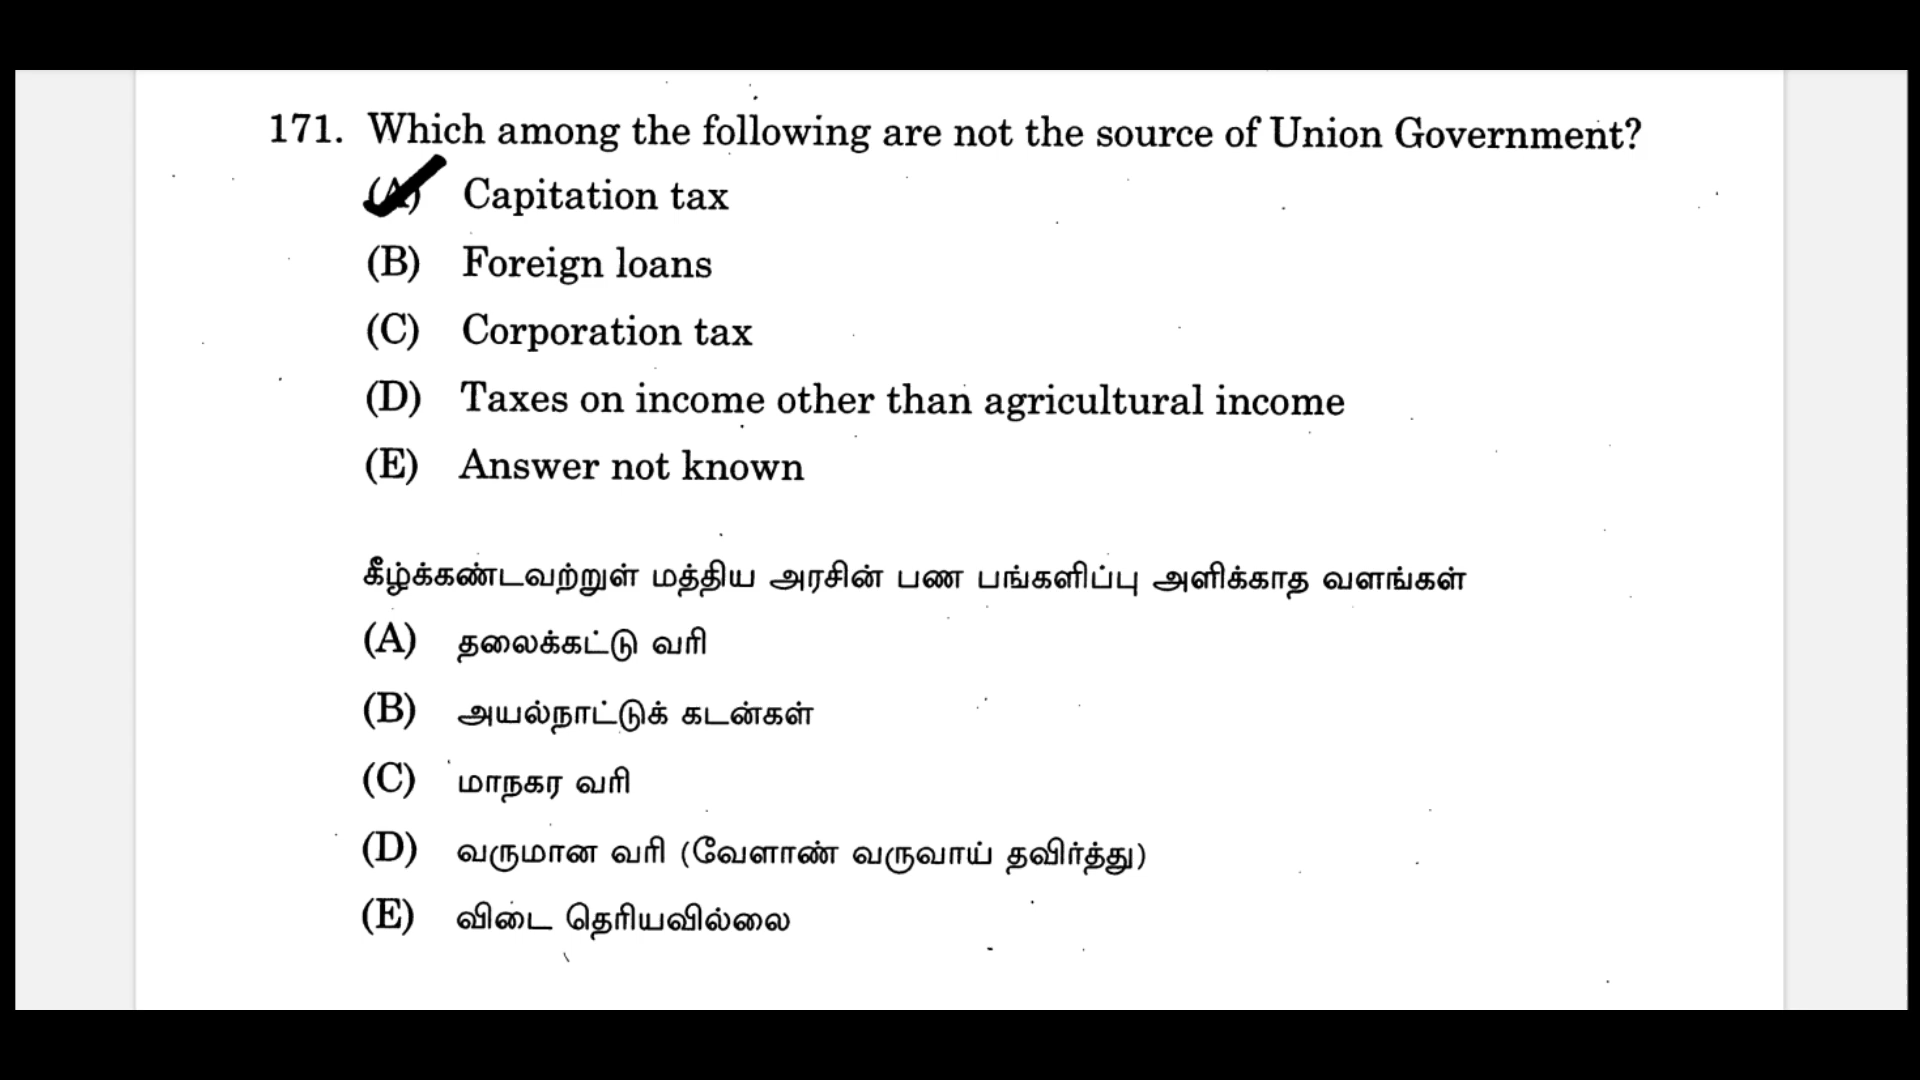 171. Which among the following are not the source of Union Government?
(A) Capitation tax
(B) Foreign loans
(C) Corporation tax
(D) Taxes on income other than agricultural income
(E) Answer not known
கீழ்க்கண்டவற்றுள் மத்திய அரசின் பண பங்களிப்பு அளிக்காத வளங்கள்
(A) தலைக்கட்டு வரி
(B) அயல்நாட்டுக் கடன்கள்
(C) மாநகர வரி
(D) வருமான வரி (வேளாண் வருவாய் தவிர்த்து)
(E) விடை தெரியவில்லை